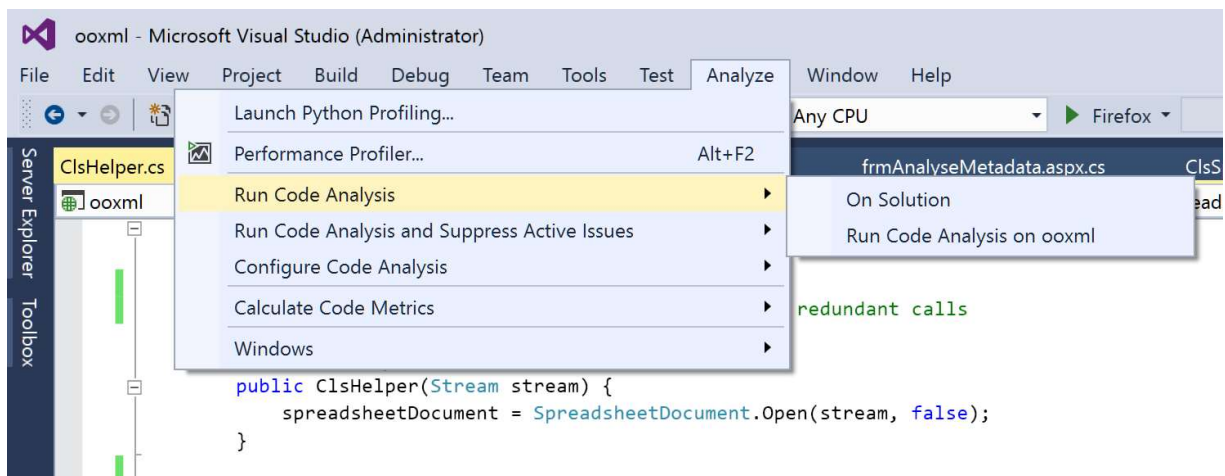 ooxml - Microsoft Visual Studio (Administrator)
File Edit View Project Build Debug Team Tools Test Analyze Window Help
Any CPU Firefox
Launch Python Profiling...
Performance Profiler... Alt+F2
Run Code Analysis
Run Code Analysis and Suppress Active Issues
Configure Code Analysis
Calculate Code Metrics
Windows
On Solution
Run Code Analysis on ooxml
Server Explorer
Toolbox
ClsHelper.cs frmAnalyseMetadata.aspx.cs ClsS
ooxml ead
redundant calls
public ClsHelper(Stream stream) {
spreadsheetDocument = SpreadsheetDocument.Open(stream, false);
}